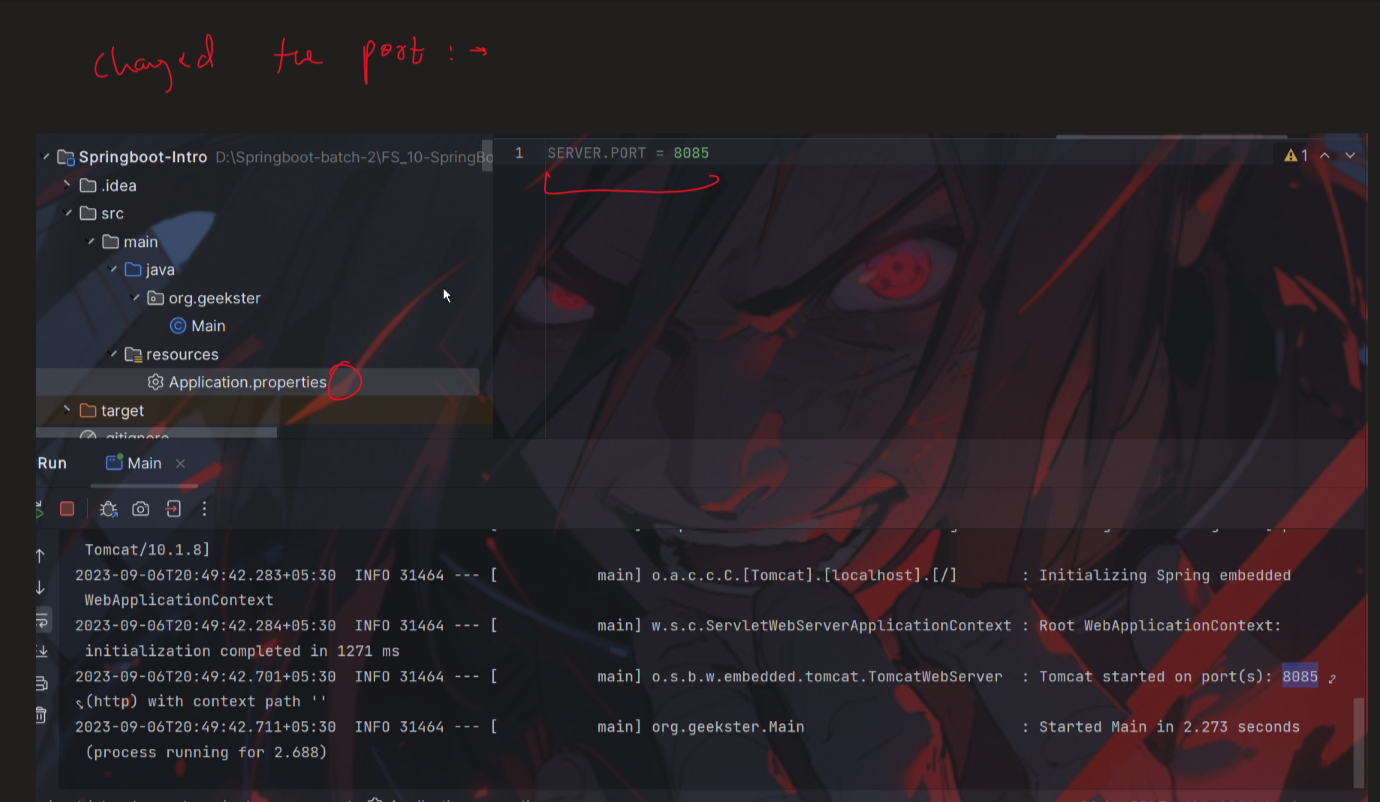 changed the port : →
Springboot-Intro D:\Springboot-batch-2\FS_10-SpringBo
.idea
src
main
java
org.geekster
Main
resources
Application.properties
target
.gitignore
1 SERVER.PORT = 8085
1
Run Main
Tomcat/10.1.8]
2023-09-06T20:49:42.283+05:30 INFO 31464 --- [ main] o.a.c.c.C.[Tomcat].[localhost].[/] : Initializing Spring embedded
WebApplicationContext
2023-09-06T20:49:42.284+05:30 INFO 31464 --- [ main] w.s.c.ServletWebServerApplicationContext : Root WebApplicationContext:
initialization completed in 1271 ms
2023-09-06T20:49:42.701+05:30 INFO 31464 --- [ main] o.s.b.w.embedded.tomcat.TomcatWebServer : Tomcat started on port(s): 8085
(http) with context path ''
2023-09-06T20:49:42.711+05:30 INFO 31464 --- [ main] org.geekster.Main : Started Main in 2.273 seconds
(process running for 2.688)